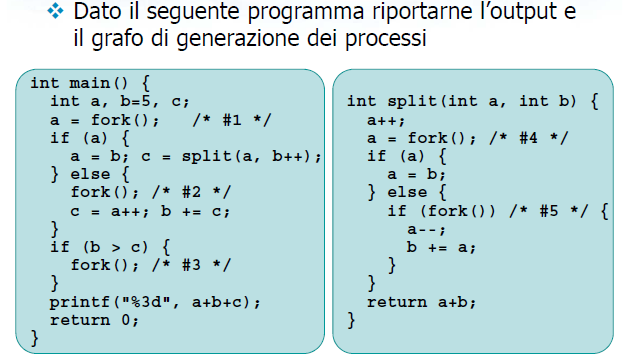 ❖ Dato il seguente programma riportarne l'output e
il grafo di generazione dei processi
int main() {
  int a, b=5, c;
  a = fork();    /* #1 */
  if (a) {
    a = b; c = split(a, b++);
  } else {
    fork(); /* #2 */
    c = a++; b += c;
  }
  if (b > c) {
    fork(); /* #3 */
  }
  printf("%3d", a+b+c);
  return 0;
}
int split(int a, int b) {
  a++;
  a = fork(); /* #4 */
  if (a) {
    a = b;
  } else {
    if (fork()) /* #5 */ {
      a--;
      b += a;
    }
  }
  return a+b;
}